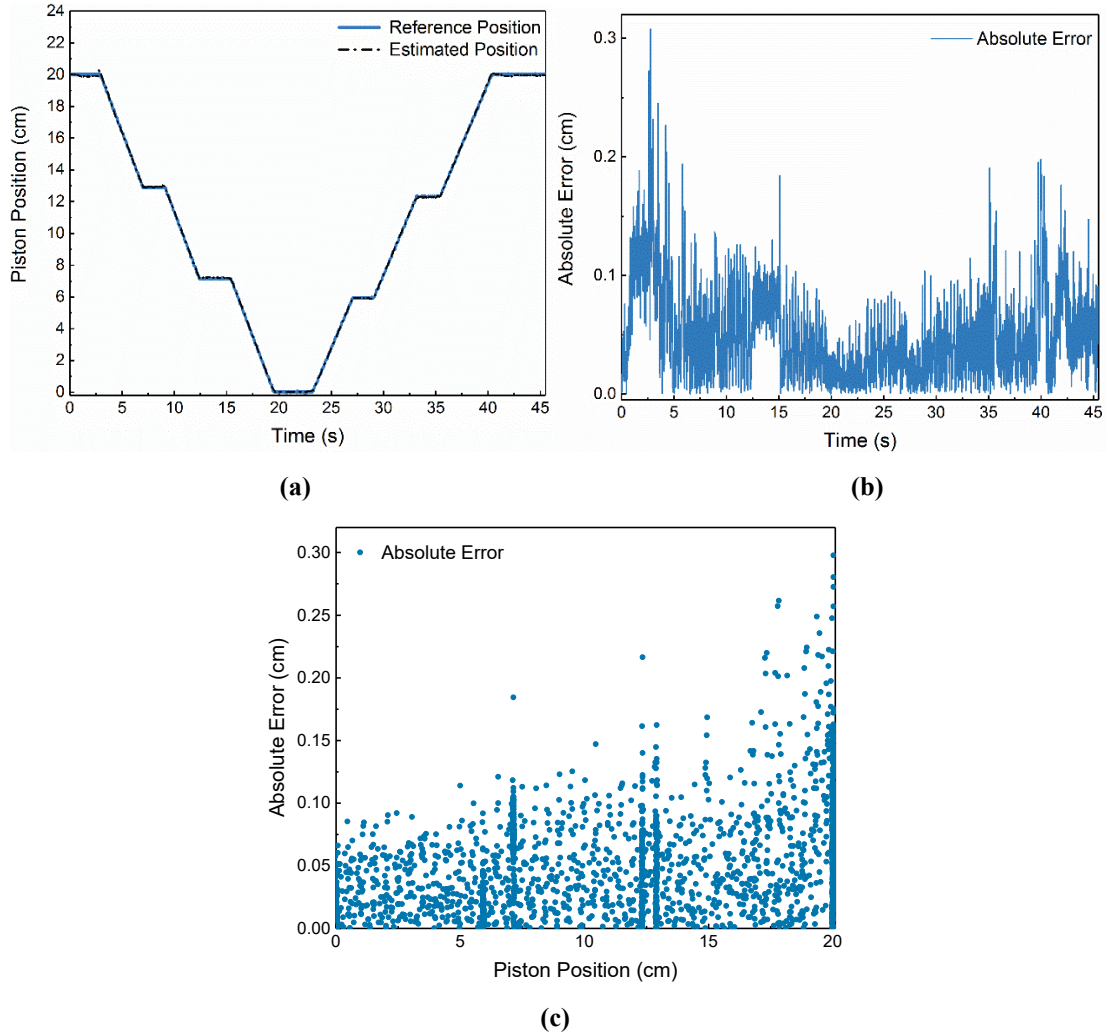 24
22
20
18
16
14
12
10
8
6
4
2
0
Piston Position (cm)
Reference Position
Estimated Position
0 5 10 15 20 25 30 35 40 45
Time (s)
(a)
0.3
0.2
0.1
0.0
Absolute Error (cm)
Absolute Error
0 5 10 15 20 25 30 35 40 45
Time (s)
(b)
0.30
0.25
0.20
0.15
0.10
0.05
0.00
Absolute Error (cm)
Absolute Error
0 5 10 15 20
Piston Position (cm)
(c)